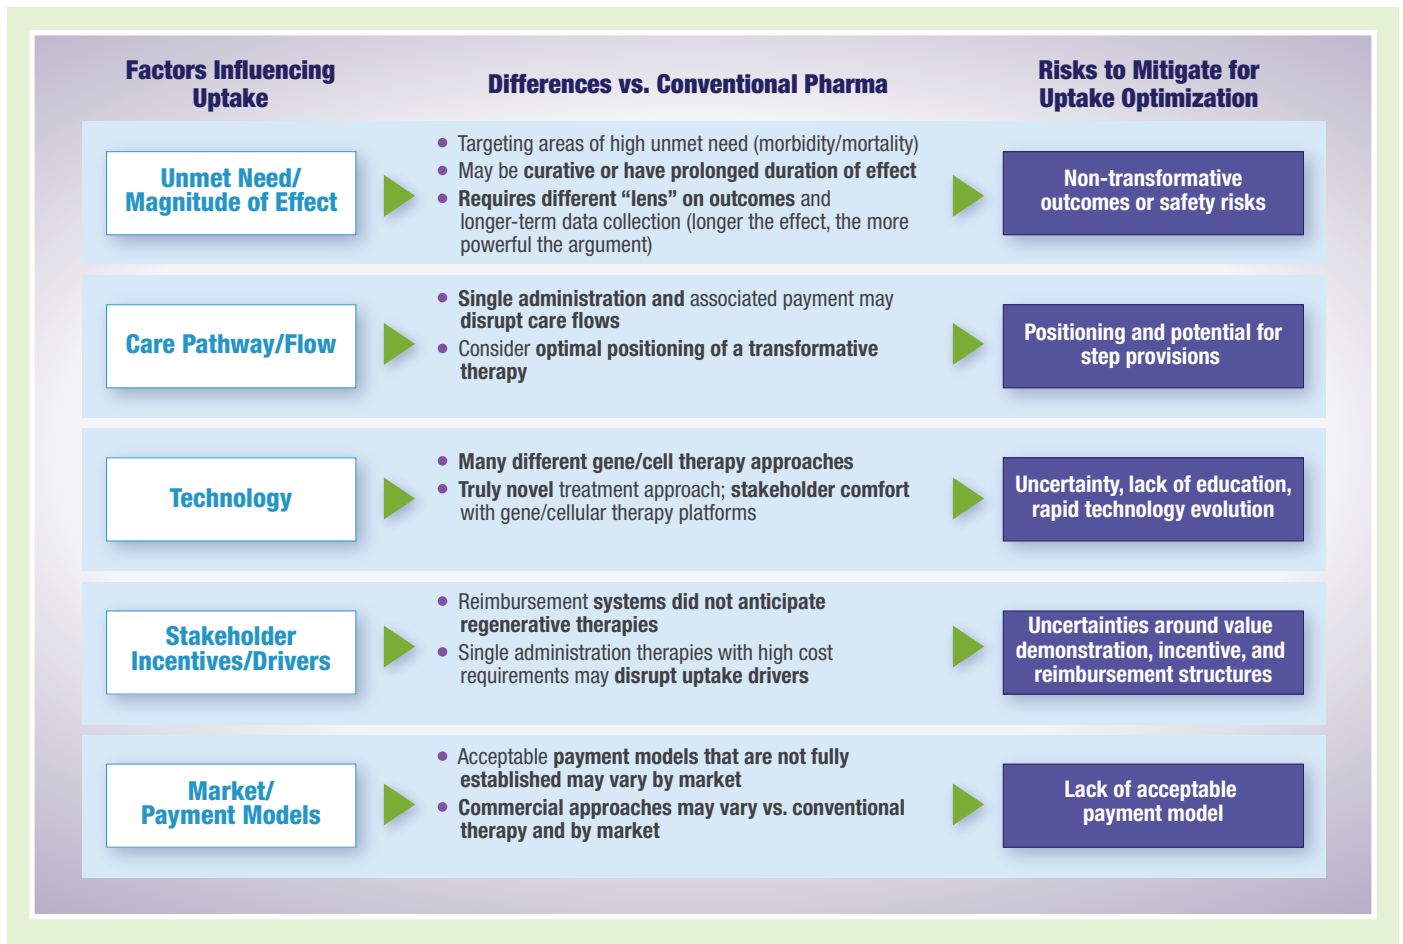 Factors Influencing
Uptake
Differences vs. Conventional Pharma
Risks to Mitigate for
Uptake Optimization
Unmet Need/
Magnitude of Effect
• Targeting areas of high unmet need (morbidity/mortality)
• May be curative or have prolonged duration of effect
• Requires different “lens” on outcomes and
longer-term data collection (longer the effect, the more
powerful the argument)
Non-transformative
outcomes or safety risks
Care Pathway/Flow
• Single administration and associated payment may
disrupt care flows
• Consider optimal positioning of a transformative
therapy
Positioning and potential for
step provisions
Technology
• Many different gene/cell therapy approaches
• Truly novel treatment approach; stakeholder comfort
with gene/cellular therapy platforms
Uncertainty, lack of education,
rapid technology evolution
Stakeholder
Incentives/Drivers
• Reimbursement systems did not anticipate
regenerative therapies
• Single administration therapies with high cost
requirements may disrupt uptake drivers
Uncertainties around value
demonstration, incentive, and
reimbursement structures
Market/
Payment Models
• Acceptable payment models that are not fully
established may vary by market
• Commercial approaches may vary vs. conventional
therapy and by market
Lack of acceptable
payment model